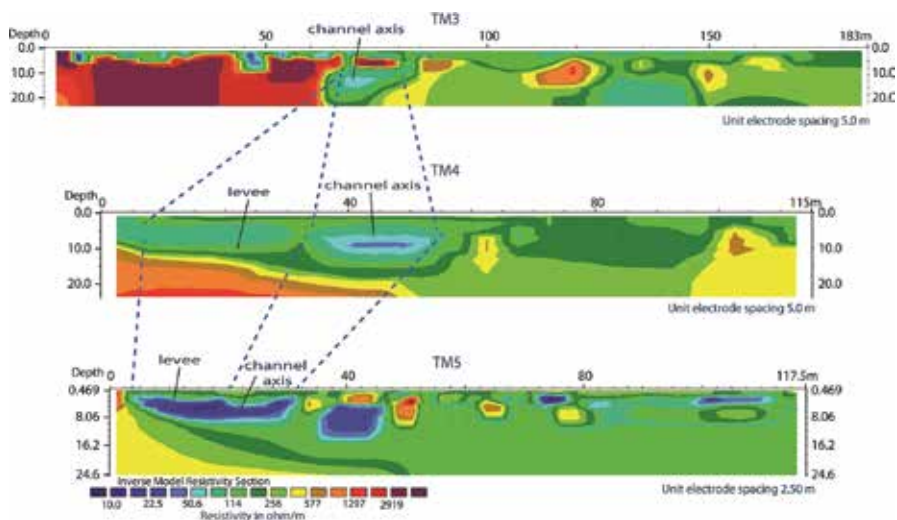 TM3
channel axis
Depth 0 50 100 150 183m
0.0 0.0
10.0 10.0
20.0 20.0
Unit electrode spacing 5.0 m
TM4
levee channel axis
Depth 0 40 80 115m
0.0 0.0
10.0 10.0
20.0 20.0
Unit electrode spacing 5.0 m
TM5
levee channel axis
Depth 0 40 80 117.5m
0.469 0.469
8.06 8.06
16.2 16.2
24.6 24.6
Inverse Model Resistivity Section
10.0 22.5 50.6 114 256 577 1297 2919
Resistivity in ohm/m
Unit electrode spacing 2.50 m